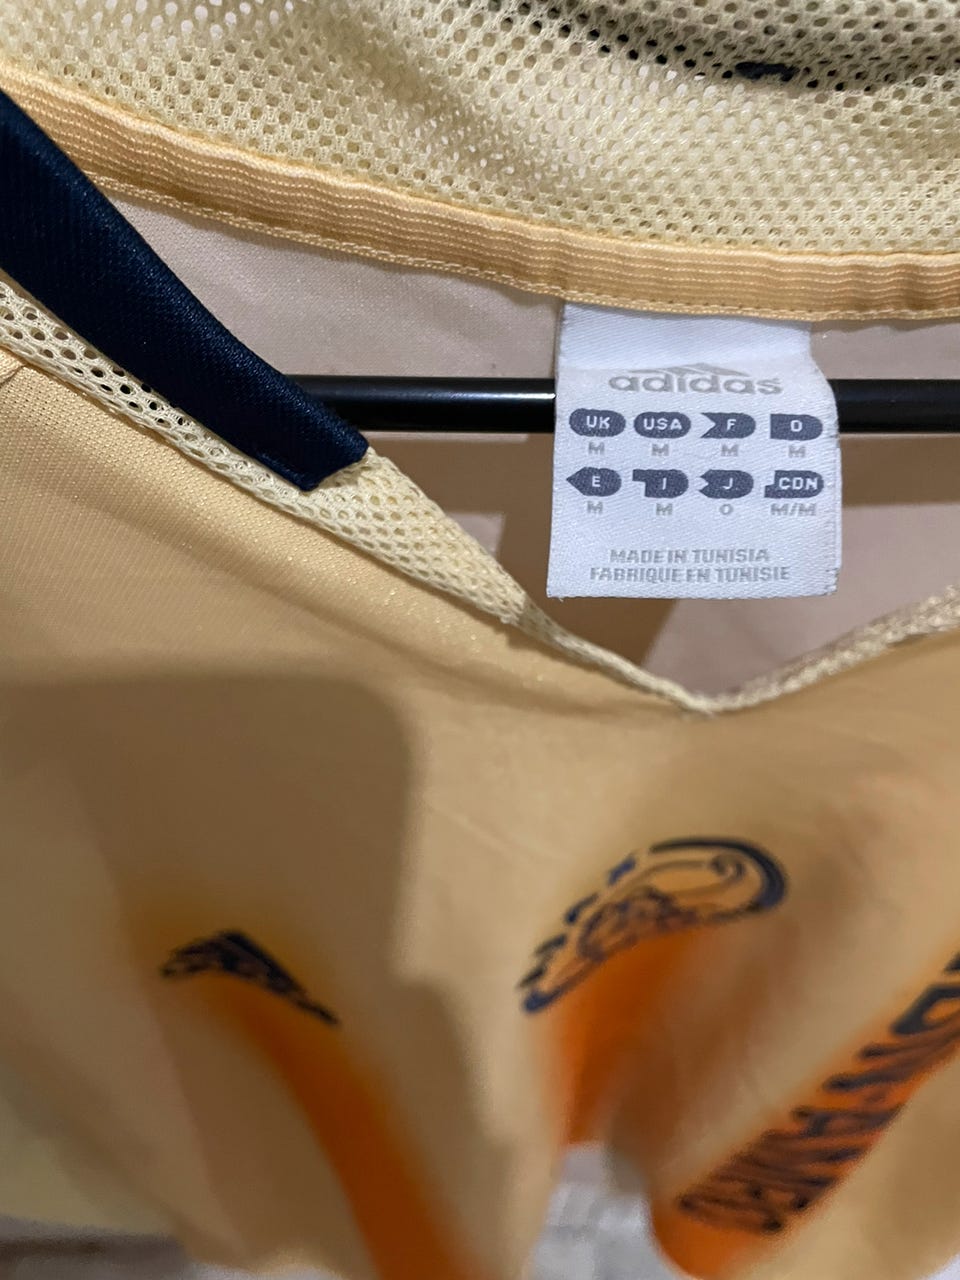 adidas
UK USA F D
M M M M
E I J CDN
M M O M/M
MADE IN TUNISIA
FABRIQUE EN TUNISIE